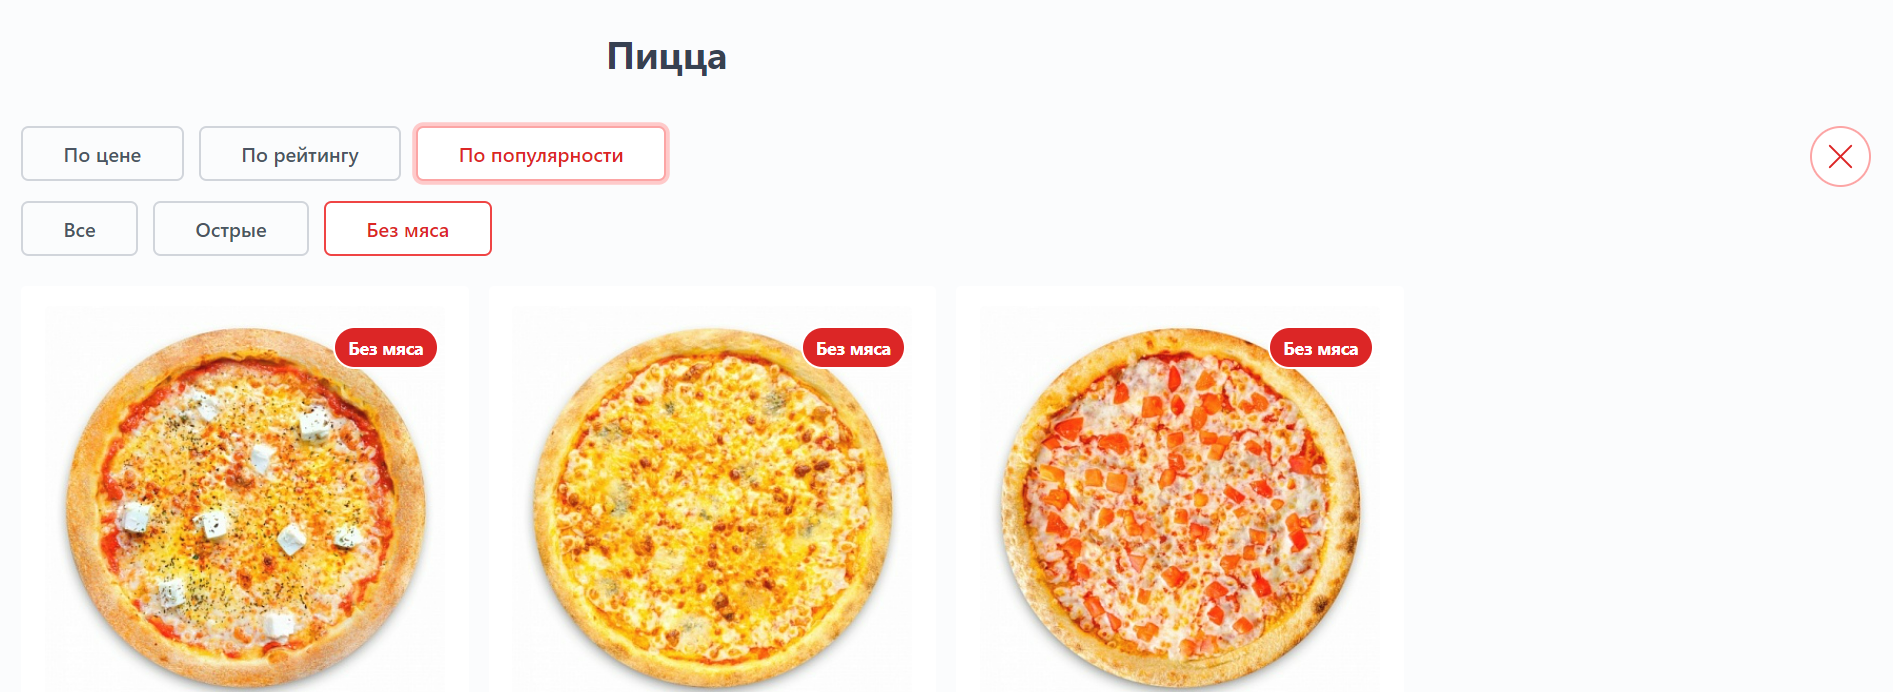 Пицца
По цене
По рейтингу
По популярности
Все
Острые
Без мяса
Без мяса
Без мяса
Без мяса